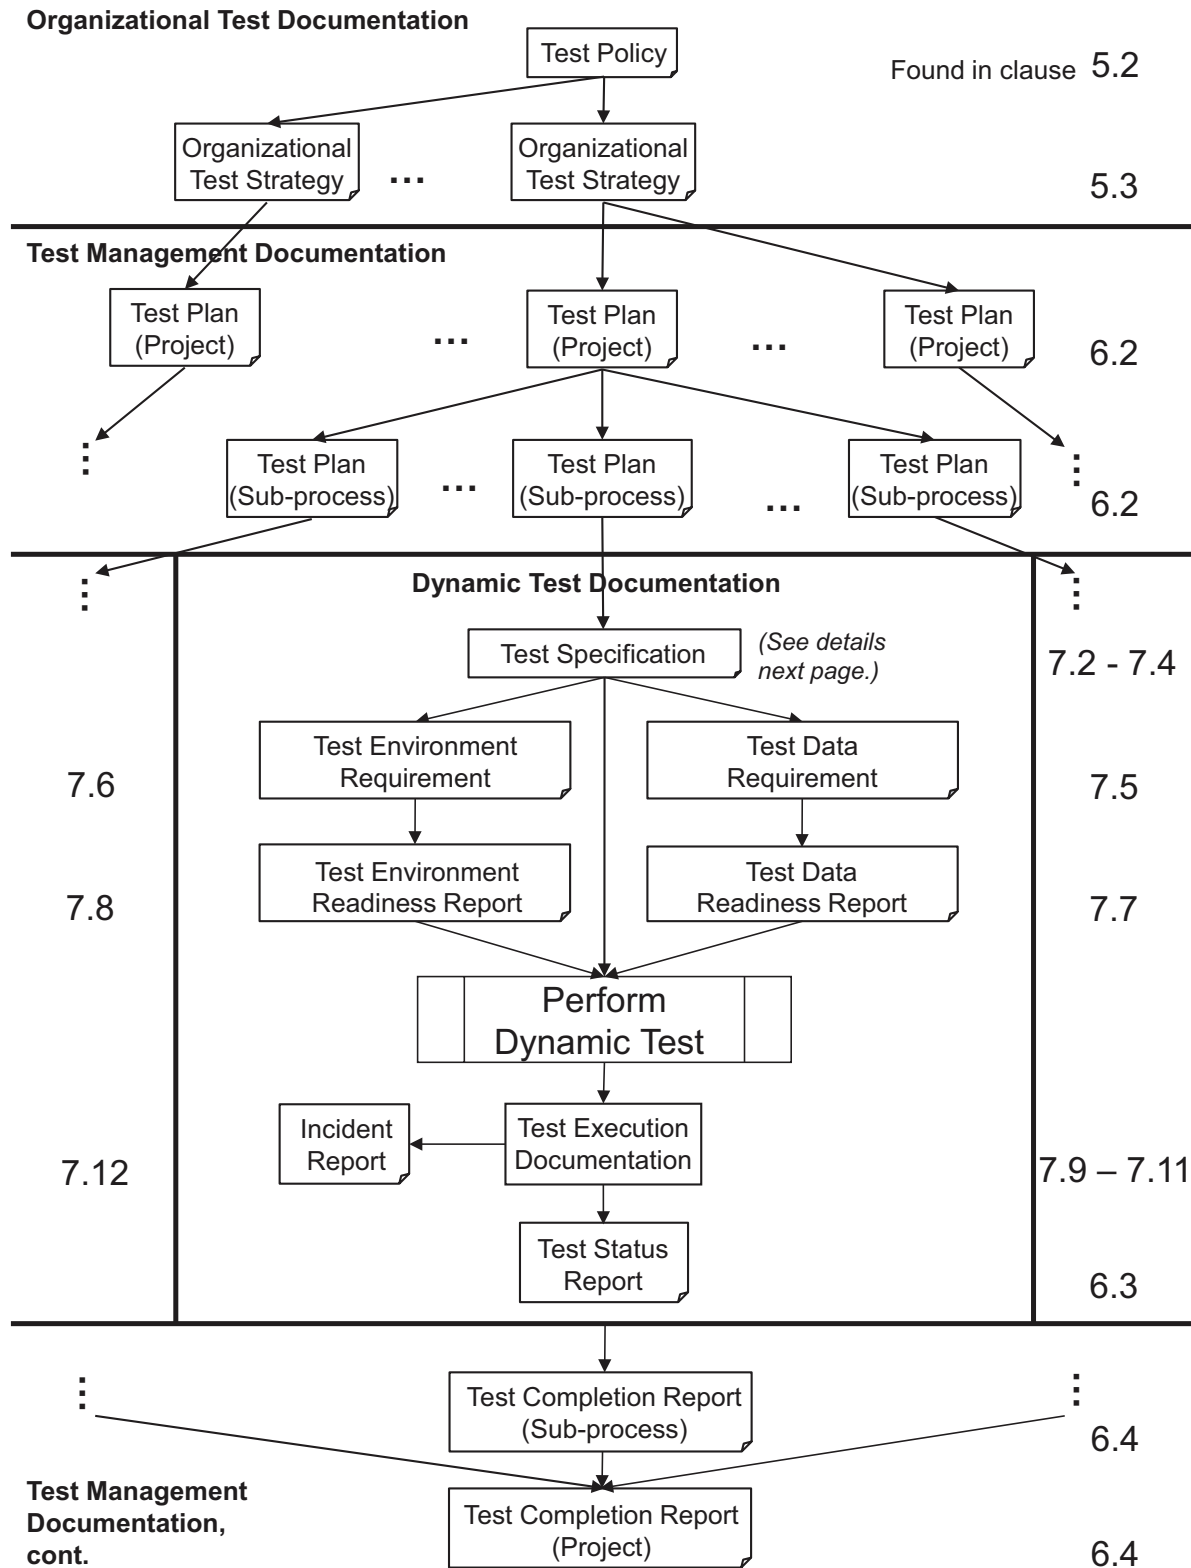 Organizational Test Documentation
Test Policy
Found in clause 5.2
Organizational
Test Strategy
...
Organizational
Test Strategy
5.3
Test Management Documentation
Test Plan
(Project)
...
Test Plan
(Project)
...
Test Plan
(Project)
6.2
...
Test Plan
(Sub-process)
...
Test Plan
(Sub-process)
...
Test Plan
(Sub-process)
...
6.2
...
Dynamic Test Documentation
...
Test Specification
(See details
next page.)
7.2 - 7.4
7.6
Test Environment
Requirement
Test Data
Requirement
7.5
7.8
Test Environment
Readiness Report
Test Data
Readiness Report
7.7
Perform
Dynamic Test
7.12
Incident
Report
Test Execution
Documentation
7.9 – 7.11
Test Status
Report
6.3
...
Test Completion Report
(Sub-process)
...
6.4
Test Management
Documentation,
cont.
Test Completion Report
(Project)
6.4